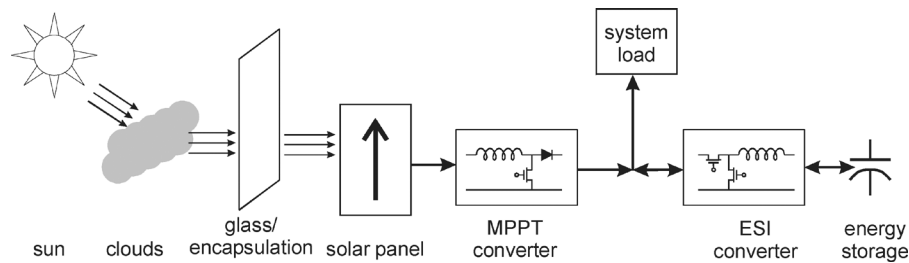 system
load
sun
clouds
glass/
encapsulation
solar panel
MPPT
converter
ESI
converter
energy
storage